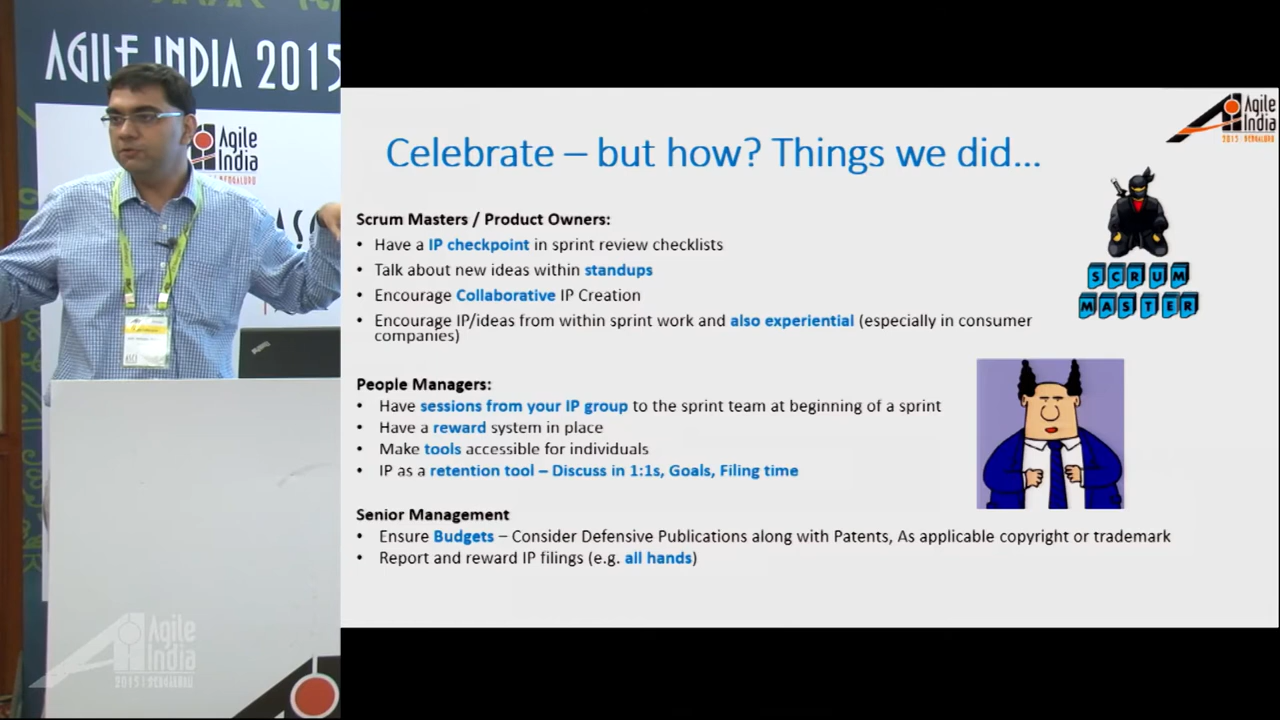 AGILE INDIA 2015
Agile
India
Agile
India
2015 | BENGALURU
Celebrate – but how? Things we did...
Scrum Masters / Product Owners:
• Have a IP checkpoint in sprint review checklists
• Talk about new ideas within standups
• Encourage Collaborative IP Creation
• Encourage IP/ideas from within sprint work and also experiential (especially in consumer
companies)
SCRUM
MASTER
People Managers:
• Have sessions from your IP group to the sprint team at beginning of a sprint
• Have a reward system in place
• Make tools accessible for individuals
• IP as a retention tool – Discuss in 1:1s, Goals, Filing time
Senior Management
• Ensure Budgets – Consider Defensive Publications along with Patents, As applicable copyright or trademark
• Report and reward IP filings (e.g. all hands)
Agile
India
2015 | BENGALURU